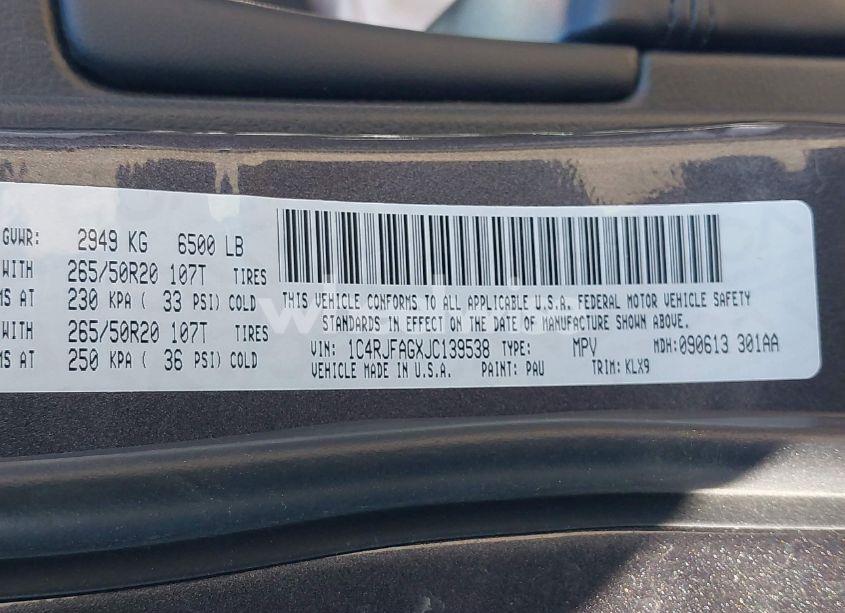 GVWR: 2949 KG 6500 LB
WITH 265/50R20 107T TIRES
MS AT 230 KPA ( 33 PSI) COLD
WITH 265/50R20 107T TIRES
MS AT 250 KPA ( 36 PSI) COLD
THIS VEHICLE CONFORMS TO ALL APPLICABLE U.S.A. FEDERAL MOTOR VEHICLE SAFETY
STANDARDS IN EFFECT ON THE DATE OF MANUFACTURE SHOWN ABOVE.
VIN: 1C4RJFAGXJC139538 TYPE: MPV MDH:090613 301AA
VEHICLE MADE IN U.S.A. PAINT: PAU TRIM: KLX9